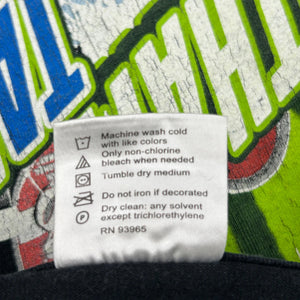 Machine wash cold
with like colors
Only non-chlorine
bleach when needed
Tumble dry medium
Do not iron if decorated
Dry clean: any solvent
except trichlorethylene
RN 93965